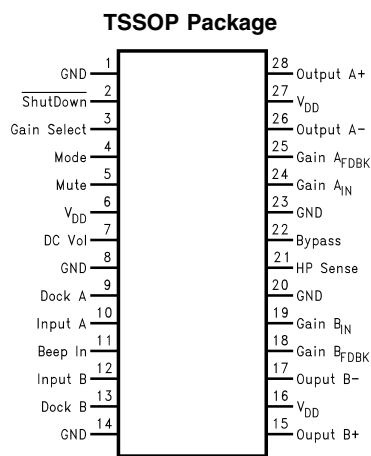 TSSOP Package
GND 1
ShutDown 2
Gain Select 3
Mode 4
Mute 5
VDD 6
DC Vol 7
GND 8
Dock A 9
Input A 10
Beep In 11
Input B 12
Dock B 13
GND 14
28 Output A+
27 VDD
26 Output A-
25 Gain AFDBK
24 Gain AIN
23 GND
22 Bypass
21 HP Sense
20 GND
19 Gain BIN
18 Gain BFDBK
17 Ouput B-
16 VDD
15 Ouput B+